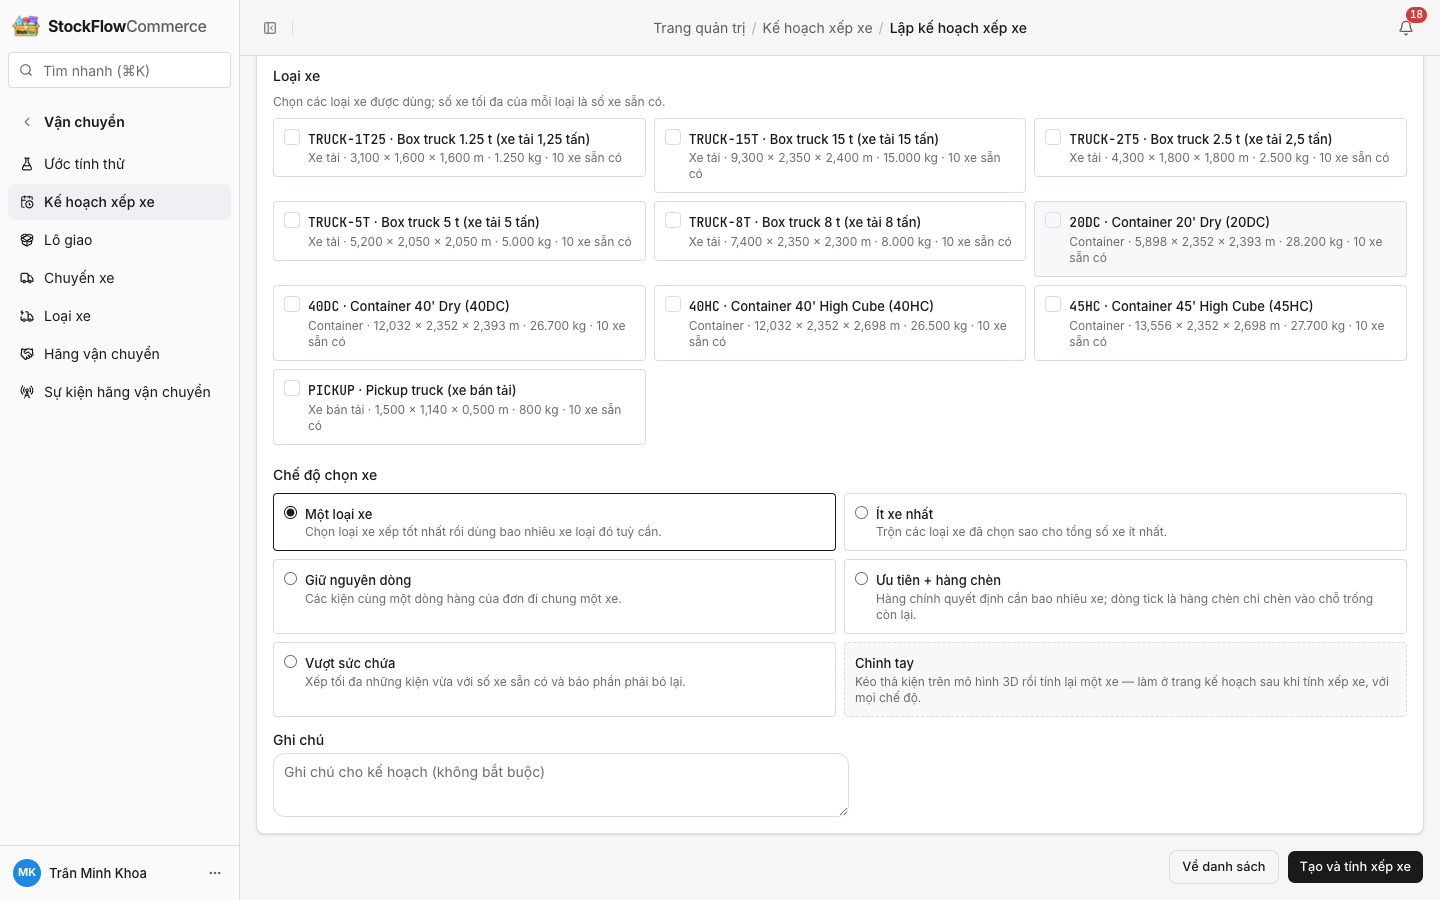 StockFlowCommerce
Tìm nhanh (⌘K)
Vận chuyển
Ước tính thử
Kế hoạch xếp xe
Lô giao
Chuyến xe
Loại xe
Hãng vận chuyển
Sự kiện hãng vận chuyển
MK
Trần Minh Khoa
Trang quản trị / Kế hoạch xếp xe / Lập kế hoạch xếp xe
18
Loại xe
Chọn các loại xe được dùng; số xe tối đa của mỗi loại là số xe sẵn có.
TRUCK-1T25 · Box truck 1.25 t (xe tải 1,25 tấn)
Xe tải · 3,100 × 1,600 × 1,600 m · 1.250 kg · 10 xe sẵn có
TRUCK-15T · Box truck 15 t (xe tải 15 tấn)
Xe tải · 9,300 × 2,350 × 2,400 m · 15.000 kg · 10 xe sẵn
có
TRUCK-2T5 · Box truck 2.5 t (xe tải 2,5 tấn)
Xe tải · 4,300 × 1,800 × 1,800 m · 2.500 kg · 10 xe sẵn có
TRUCK-5T · Box truck 5 t (xe tải 5 tấn)
Xe tải · 5,200 × 2,050 × 2,050 m · 5.000 kg · 10 xe sẵn có
TRUCK-8T · Box truck 8 t (xe tải 8 tấn)
Xe tải · 7,400 × 2,350 × 2,300 m · 8.000 kg · 10 xe sẵn có
20DC · Container 20' Dry (20DC)
Container · 5,898 × 2,352 × 2,393 m · 28.200 kg · 10 xe
sẵn có
40DC · Container 40' Dry (40DC)
Container · 12,032 × 2,352 × 2,393 m · 26.700 kg · 10 xe
sẵn có
40HC · Container 40' High Cube (40HC)
Container · 12,032 × 2,352 × 2,698 m · 26.500 kg · 10 xe
sẵn có
45HC · Container 45' High Cube (45HC)
Container · 13,556 × 2,352 × 2,698 m · 27.700 kg · 10 xe
sẵn có
PICKUP · Pickup truck (xe bán tải)
Xe bán tải · 1,500 × 1,140 × 0,500 m · 800 kg · 10 xe sẵn
có
Chế độ chọn xe
Một loại xe
Chọn loại xe xếp tốt nhất rồi dùng bao nhiêu xe loại đó tuỳ cần.
Ít xe nhất
Trộn các loại xe đã chọn sao cho tổng số xe ít nhất.
Giữ nguyên dòng
Các kiện cùng một dòng hàng của đơn đi chung một xe.
Ưu tiên + hàng chèn
Hàng chính quyết định cần bao nhiêu xe; dòng tick là hàng chèn chỉ chèn vào chỗ trống
còn lại.
Vượt sức chứa
Xếp tối đa những kiện vừa với số xe sẵn có và báo phần phải bỏ lại.
Chỉnh tay
Kéo thả kiện trên mô hình 3D rồi tính lại một xe — làm ở trang kế hoạch sau khi tính xếp xe, với
mọi chế độ.
Ghi chú
Ghi chú cho kế hoạch (không bắt buộc)
Về danh sách
Tạo và tính xếp xe